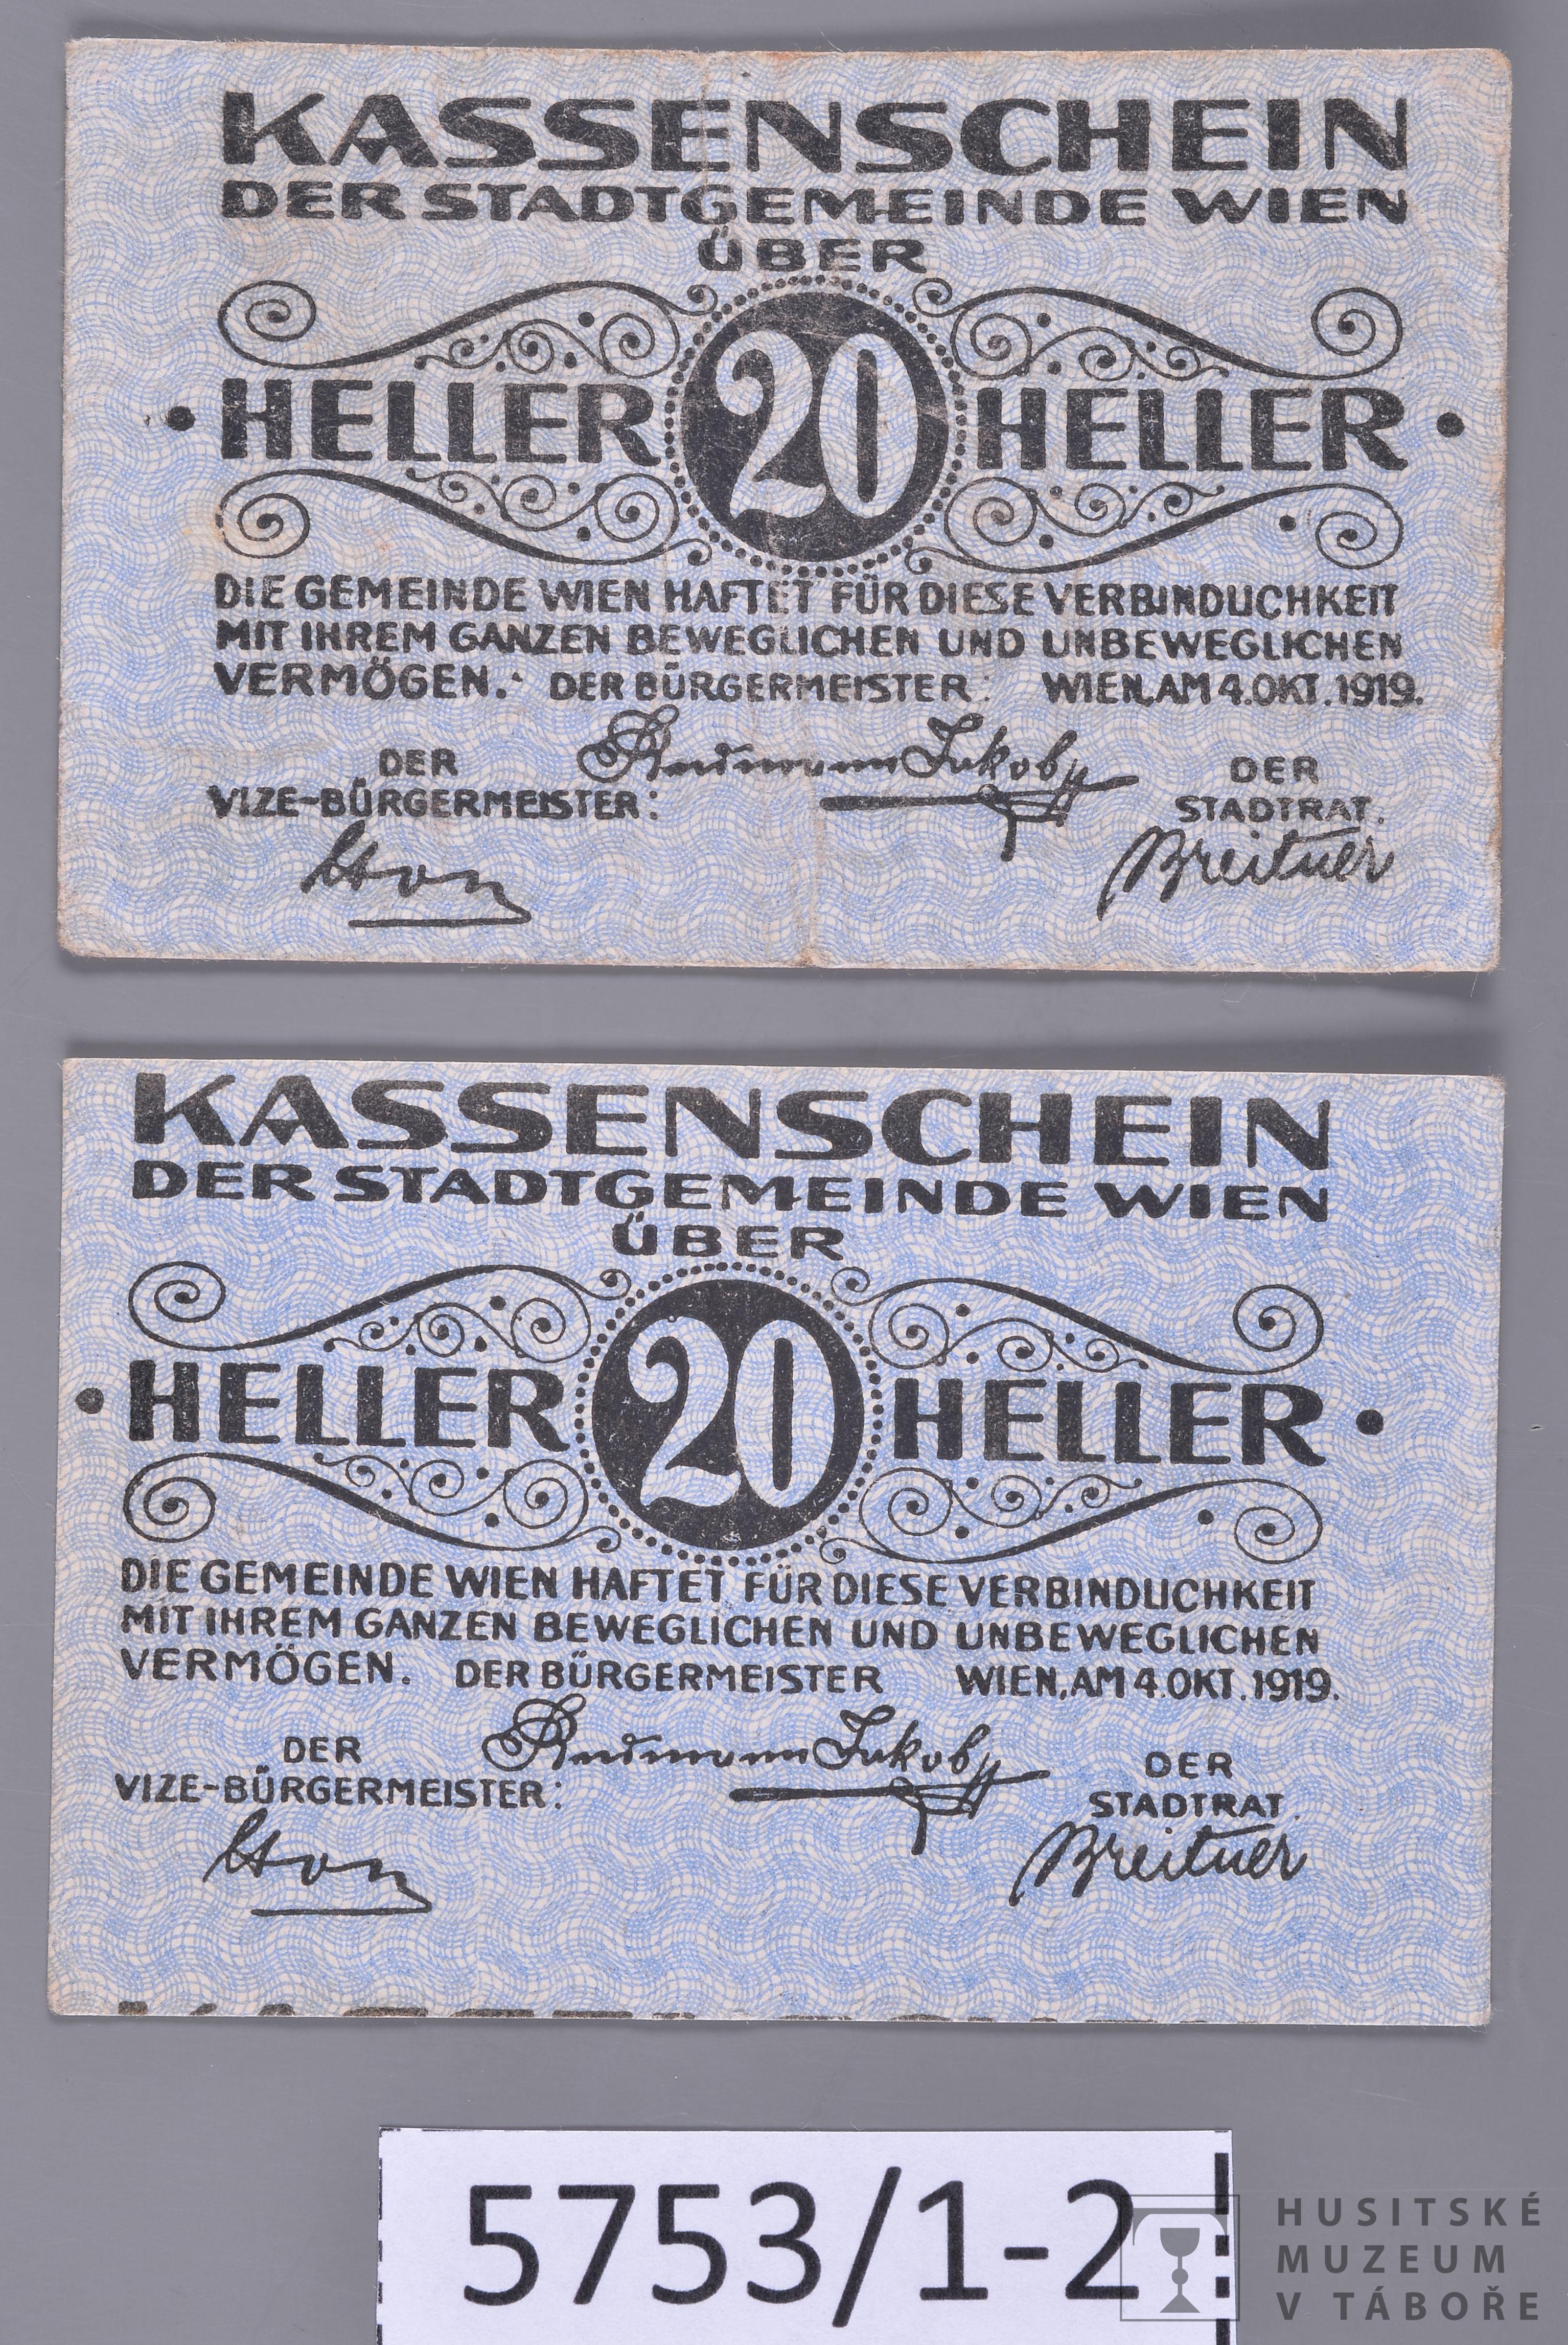 KASSENSCHEIN
DER STADTGEMEINDE WIEN
ÜBER
• HELLER 20 HELLER •
DIE GEMEINDE WIEN HAFTET FÜR DIESE VERBINDLICHKEIT
MIT IHREM GANZEN BEWEGLICHEN UND UNBEWEGLICHEN
VERMÖGEN. DER BÜRGERMEISTER: WIEN, AM 4. OKT. 1919.
DER
VIZE-BÜRGERMEISTER:
Reumann Jakob
DER
STADTRAT.
Breitner
KASSENSCHEIN
DER STADTGEMEINDE WIEN
ÜBER
• HELLER 20 HELLER •
DIE GEMEINDE WIEN HAFTET FÜR DIESE VERBINDLICHKEIT
MIT IHREM GANZEN BEWEGLICHEN UND UNBEWEGLICHEN
VERMÖGEN. DER BÜRGERMEISTER WIEN, AM 4. OKT. 1919.
DER
VIZE-BÜRGERMEISTER:
Reumann Jakob
DER
STADTRAT.
Breitner
5753/1-2
HUSITSKÉ
MUZEUM
V TÁBOŘE